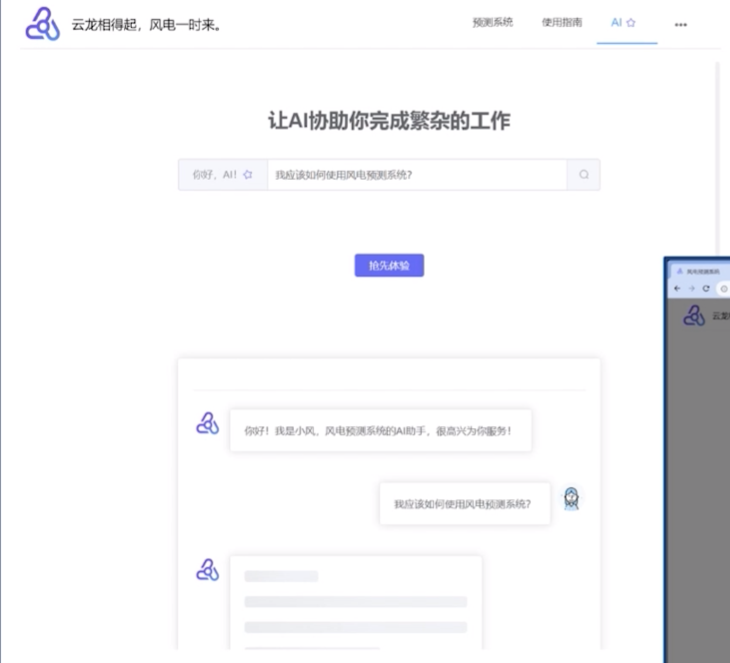 云龙相得起，风电一时来。
预测系统 使用指南 AI
让AI协助你完成繁杂的工作
你好，AI！ 我应该如何使用风电预测系统？
抢先体验
你好！我是小风，风电预测系统的AI助手，很高兴为你服务！
我应该如何使用风电预测系统？
风电预测系统
云龙